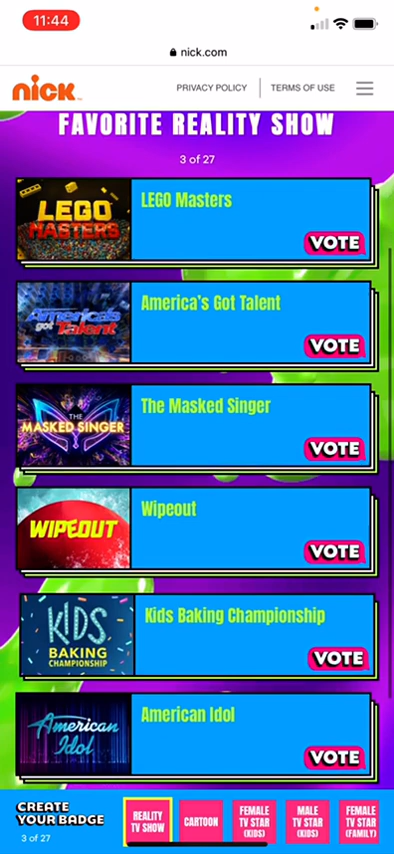 11:44
nick.com
nick
PRIVACY POLICY
TERMS OF USE
FAVORITE REALITY SHOW
3 of 27
LEGO MASTERS
LEGO Masters
VOTE
America's got Talent
America's Got Talent
VOTE
THE MASKED SINGER
The Masked Singer
VOTE
WIPEOUT
Wipeout
VOTE
KIDS BAKING CHAMPIONSHIP
Kids Baking Championship
VOTE
American Idol
American Idol
VOTE
CREATE
YOUR BADGE
3 of 27
REALITY
TV SHOW
CARTOON
FEMALE
TV STAR
(KIDS)
MALE
TV STAR
(KIDS)
FEMALE
TV STAR
(FAMILY)